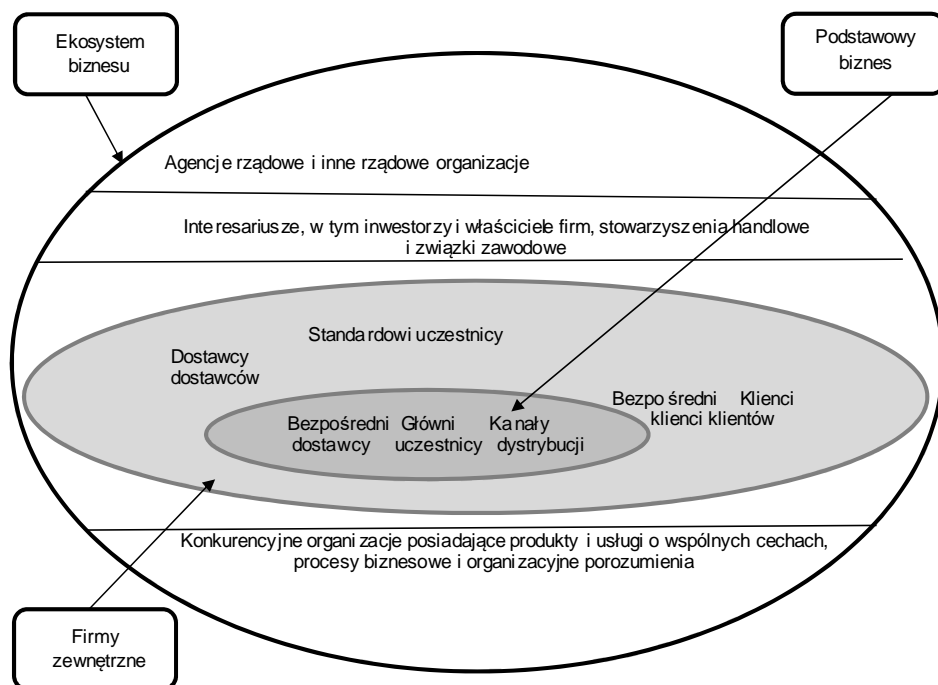 Ekosystem
biznesu
Podstawowy
biznes
Agencje rządowe i inne rządowe organizacje
Interesariusze, w tym inwestorzy i właściciele firm, stowarzyszenia handlowe
i związki zawodowe
Standardowi uczestnicy
Dostawcy
dostawców
Bezpośredni Klienci
klienci klientów
Bezpośredni Główni Kanały
dostawcy uczestnicy dystrybucji
Konkurencyjne organizacje posiadające produkty i usługi o wspólnych cechach,
procesy biznesowe i organizacyjne porozumienia
Firmy
zewnętrzne